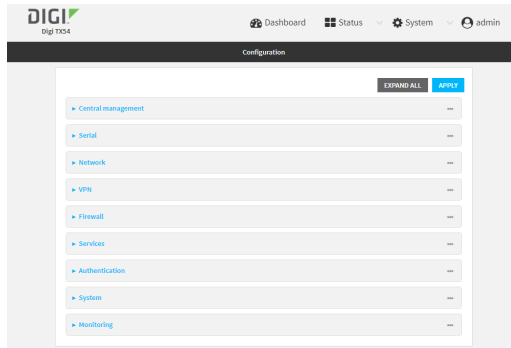 DIGI
Digi TX54
Dashboard Status System admin
Configuration
EXPAND ALL APPLY
Central management
Serial
Network
VPN
Firewall
Services
Authentication
System
Monitoring